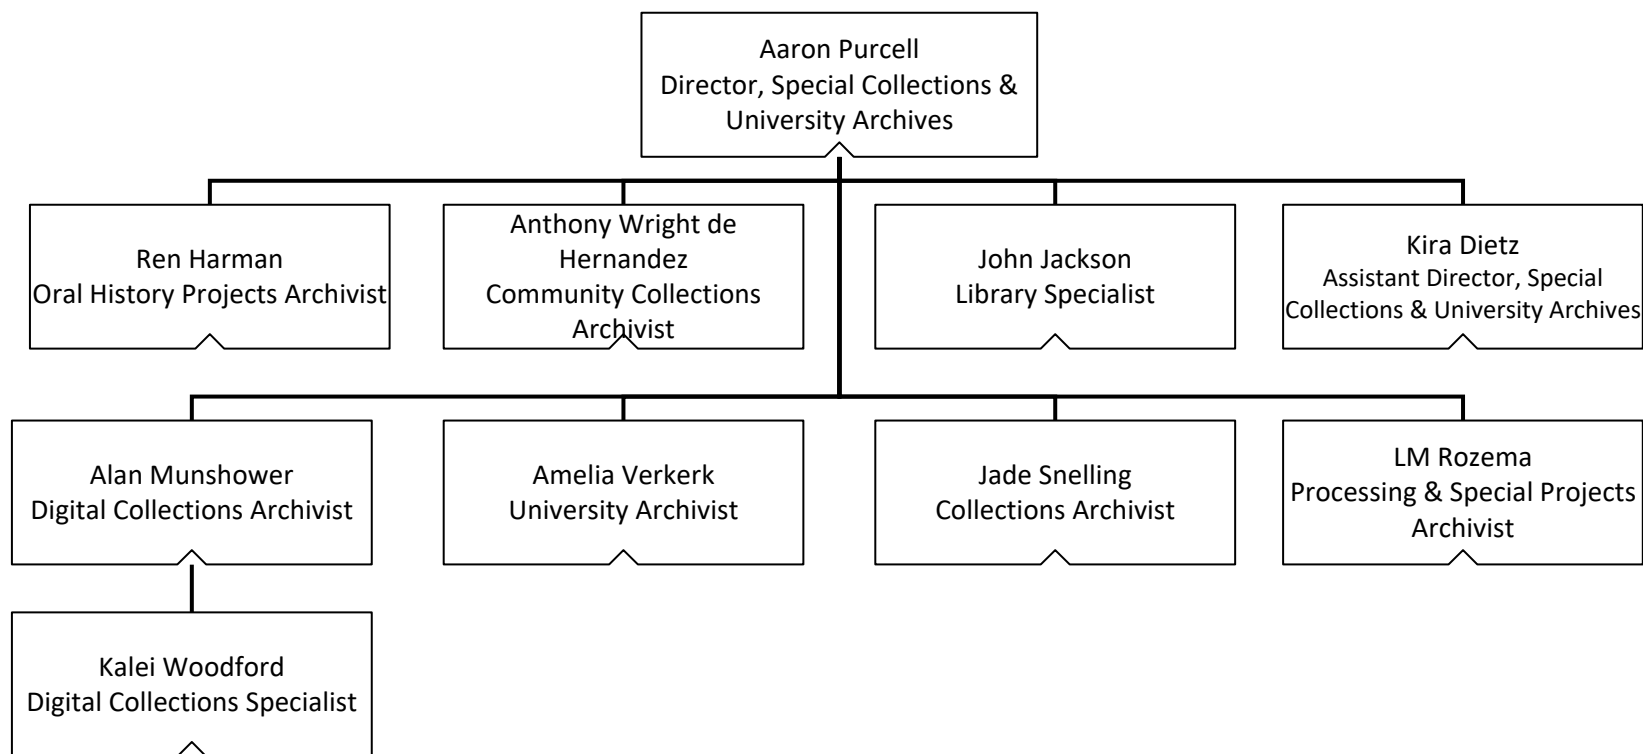 Aaron Purcell
Director, Special Collections &
University Archives
Ren Harman
Oral History Projects Archivist
Anthony Wright de
Hernandez
Community Collections
Archivist
John Jackson
Library Specialist
Kira Dietz
Assistant Director, Special
Collections & University Archives
Alan Munshower
Digital Collections Archivist
Amelia Verkerk
University Archivist
Jade Snelling
Collections Archivist
LM Rozema
Processing & Special Projects
Archivist
Kalei Woodford
Digital Collections Specialist